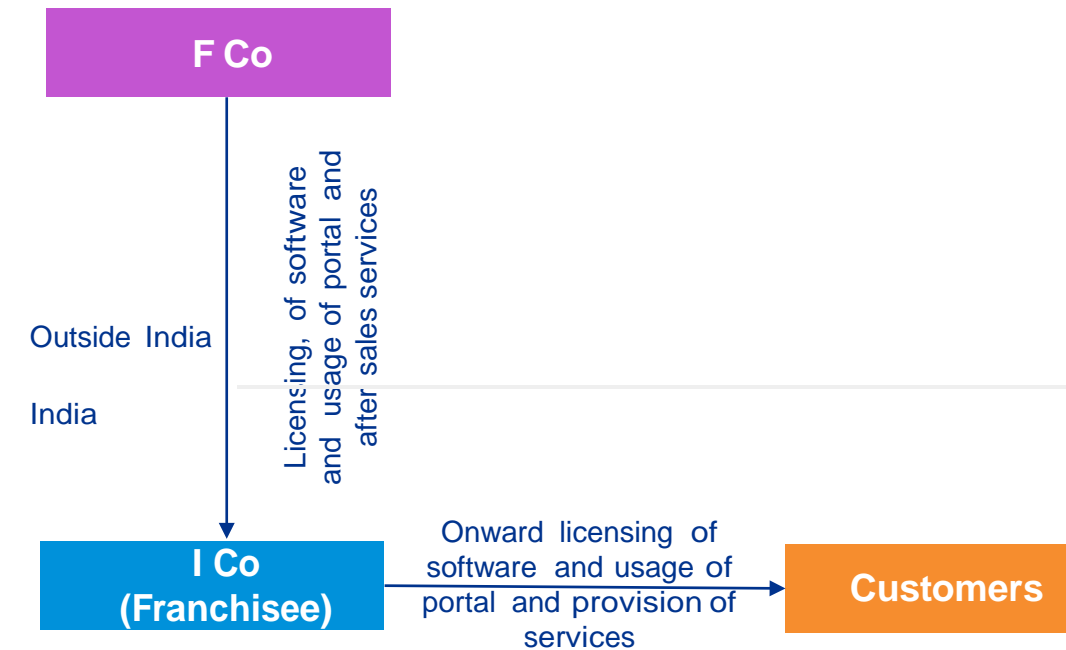 F Co
Licensing, of software
and usage of portal and
after sales services
Outside India
India
I Co
(Franchisee)
Onward licensing of
software and usage of
portal and provision of
services
Customers